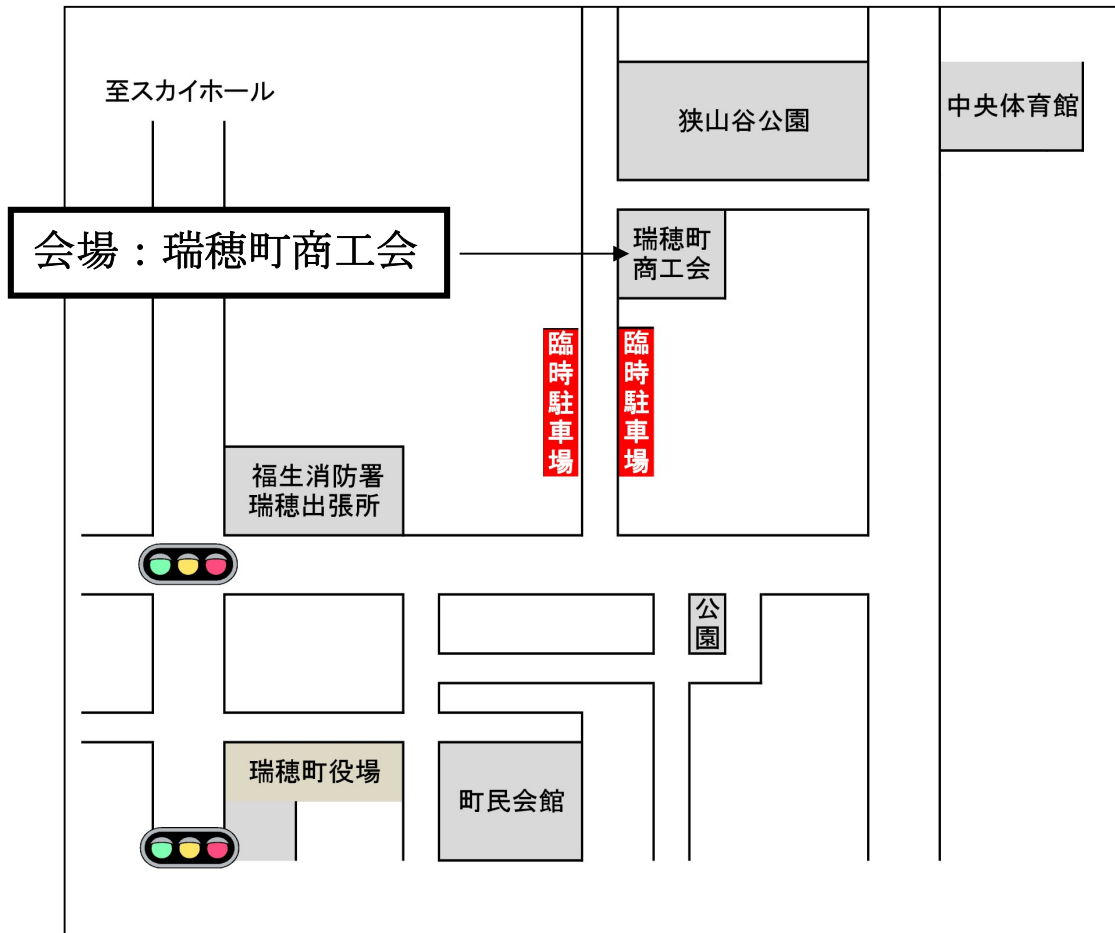 至スカイホール
狭山谷公園
中央体育館
会場：瑞穂町商工会
瑞穂町
商工会
臨時駐車場
臨時駐車場
福生消防署
瑞穂出張所
公園
瑞穂町役場
町民会館